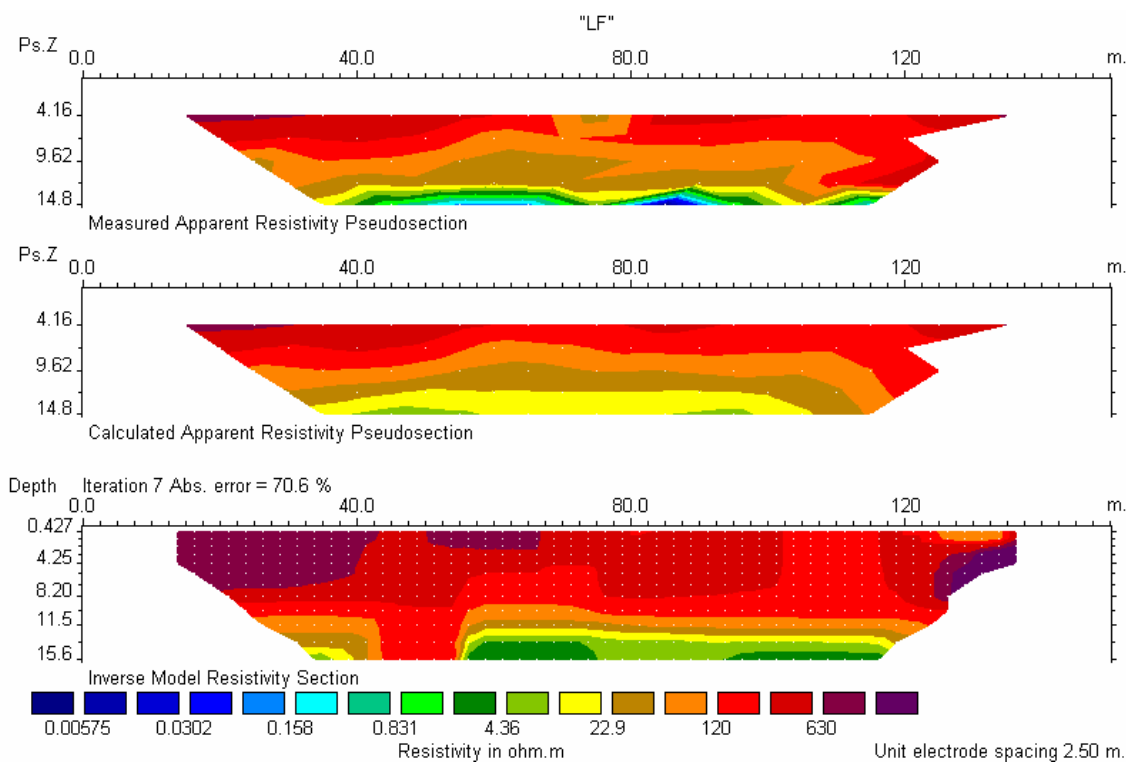 "LF"
Ps.Z 0.0 40.0 80.0 120 m.
4.16
9.62
14.8
Measured Apparent Resistivity Pseudosection
Ps.Z 0.0 40.0 80.0 120 m.
4.16
9.62
14.8
Calculated Apparent Resistivity Pseudosection
Depth Iteration 7 Abs. error = 70.6 %
0.0 40.0 80.0 120 m.
0.427
4.25
8.20
11.5
15.6
Inverse Model Resistivity Section
0.00575 0.0302 0.158 0.831 4.36 22.9 120 630
Resistivity in ohm.m Unit electrode spacing 2.50 m.